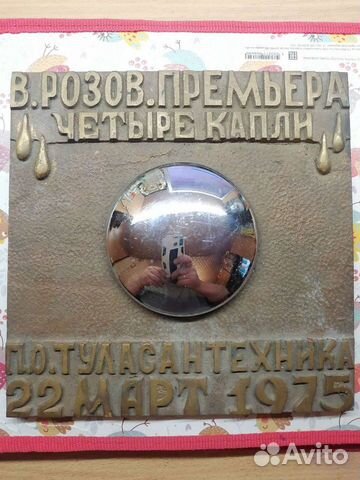 В. РОЗОВ. ПРЕМЬЕРА
ЧЕТЫРЕ КАПЛИ
П.О. ТУЛАСАНТЕХНИКА
22 МАРТ 1975
Avito